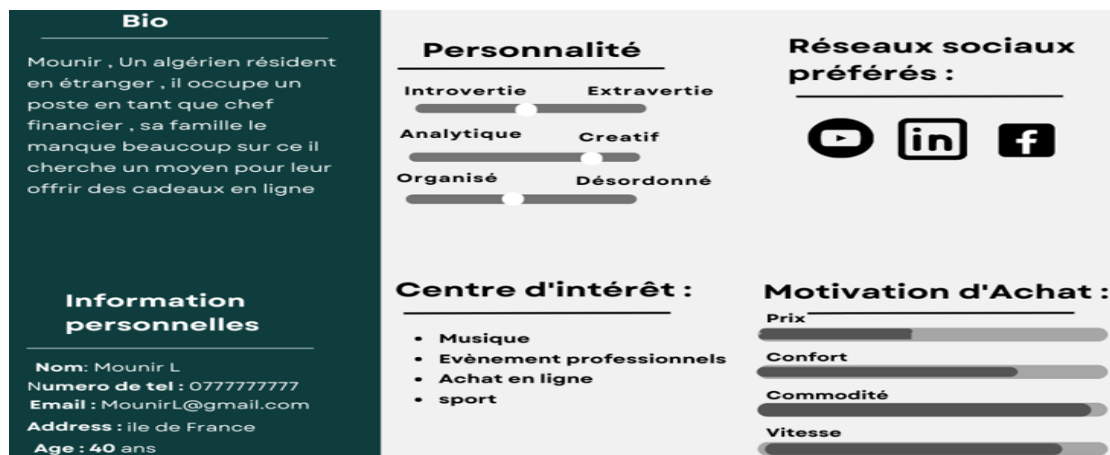 Bio
Mounir , Un algérien résident
en étranger , il occupe un
poste en tant que chef
financier , sa famille le
manque beaucoup sur ce il
cherche un moyen pour leur
offrir des cadeaux en ligne
Information
personnelles
Nom: Mounir L
Numero de tel : 0777777777
Email : MounirL@gmail.com
Address : ile de France
Age : 40 ans
Personnalité
Introvertie Extravertie
Analytique Creatif
Organisé Désordonné
Centre d'intérêt :
• Musique
• Evènement professionnels
• Achat en ligne
• sport
Réseaux sociaux
préférés :
in
f
Motivation d'Achat :
Prix
Confort
Commodité
Vitesse